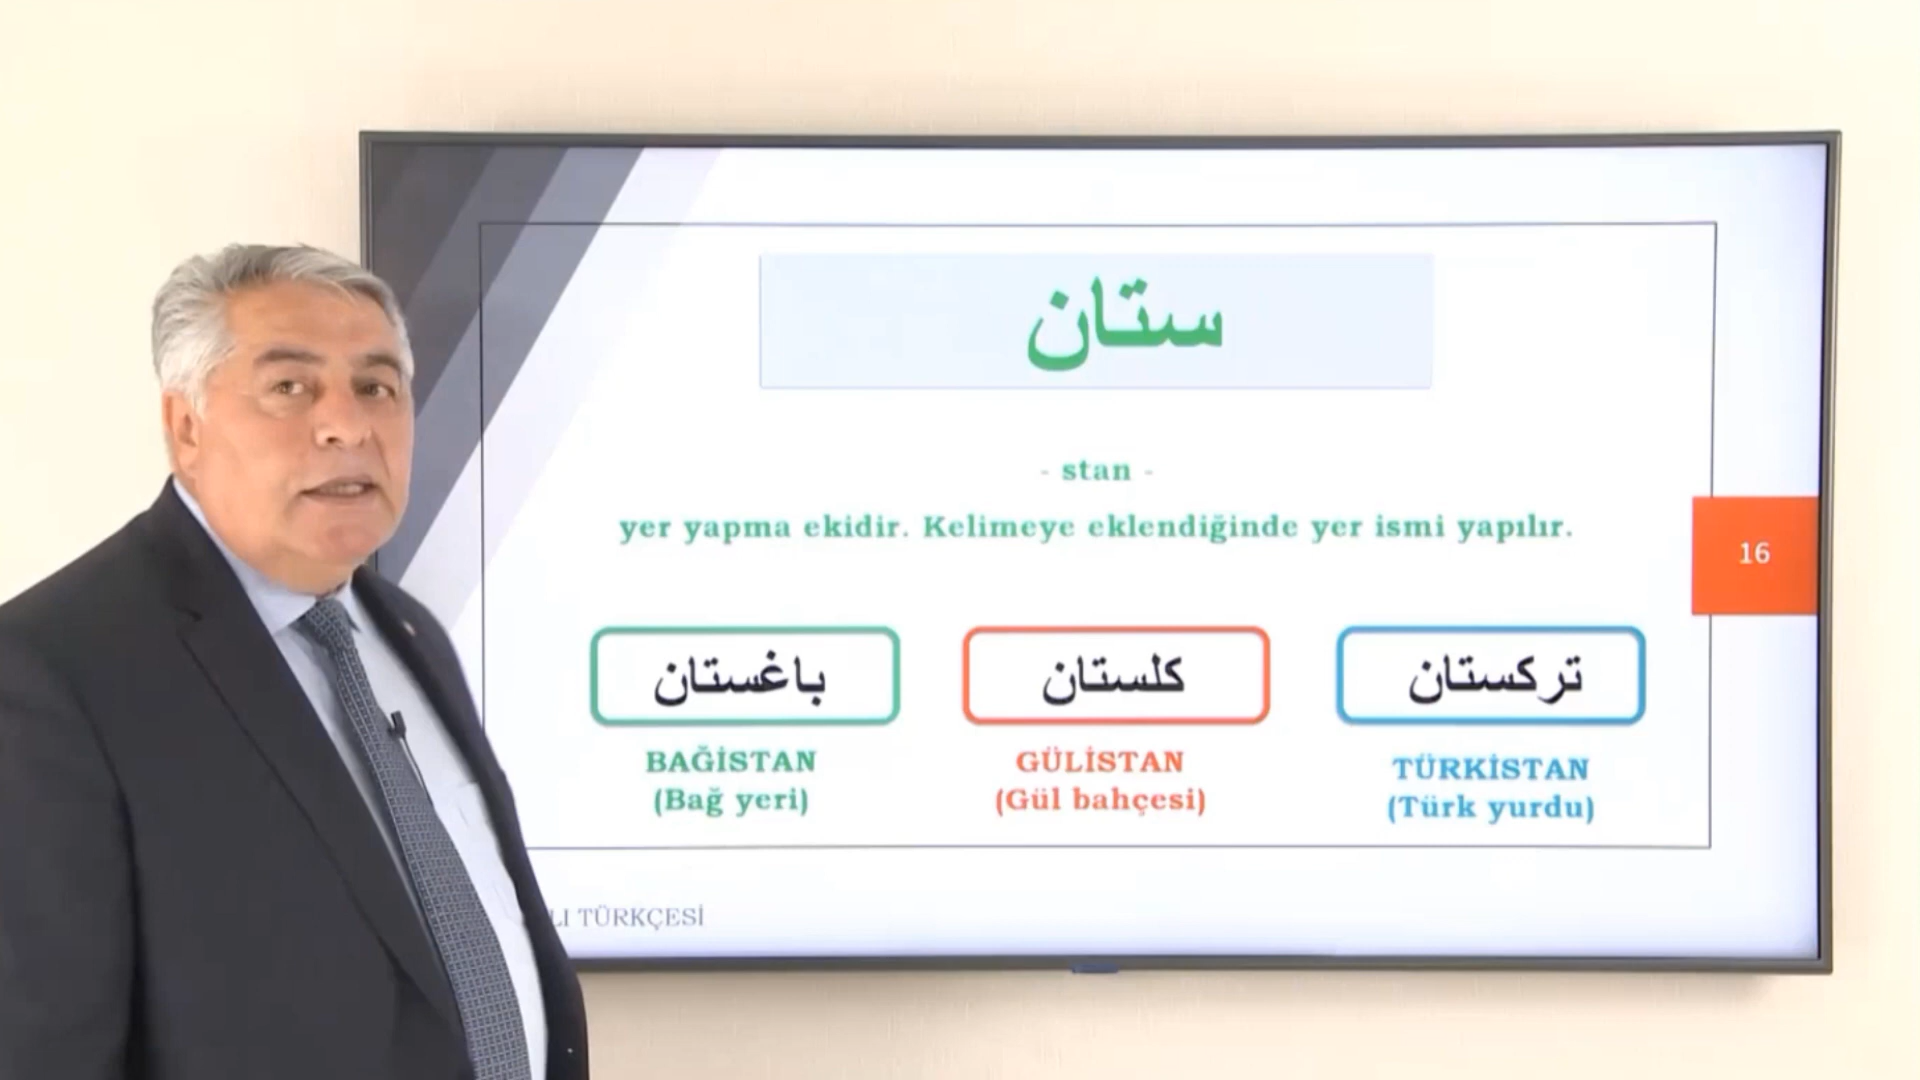 ستان
- stan -
yer yapma ekidir. Kelimeye eklendiğinde yer ismi yapılır.
16
باغستان
كلستان
تركستان
BAĞİSTAN
(Bağ yeri)
GÜLİSTAN
(Gül bahçesi)
TÜRKİSTAN
(Türk yurdu)
LI TÜRKÇESİ